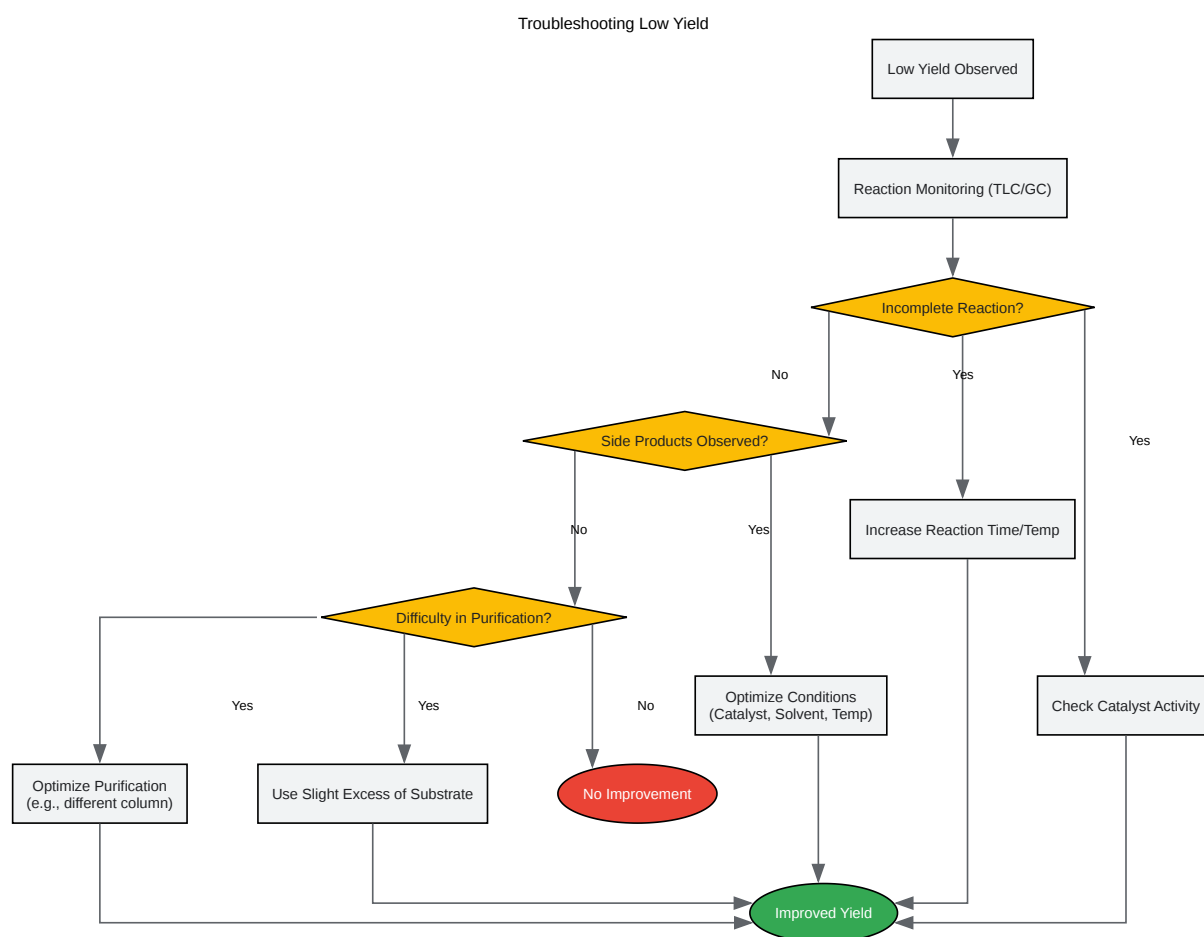 Troubleshooting Low Yield
Low Yield Observed
Reaction Monitoring (TLC/GC)
Incomplete Reaction?
No
Yes
Side Products Observed?
Yes
No
Yes
Increase Reaction Time/Temp
Difficulty in Purification?
Optimize Conditions
(Catalyst, Solvent, Temp)
Check Catalyst Activity
Yes
Yes
No
Optimize Purification
(e.g., different column)
Use Slight Excess of Substrate
No Improvement
Improved Yield